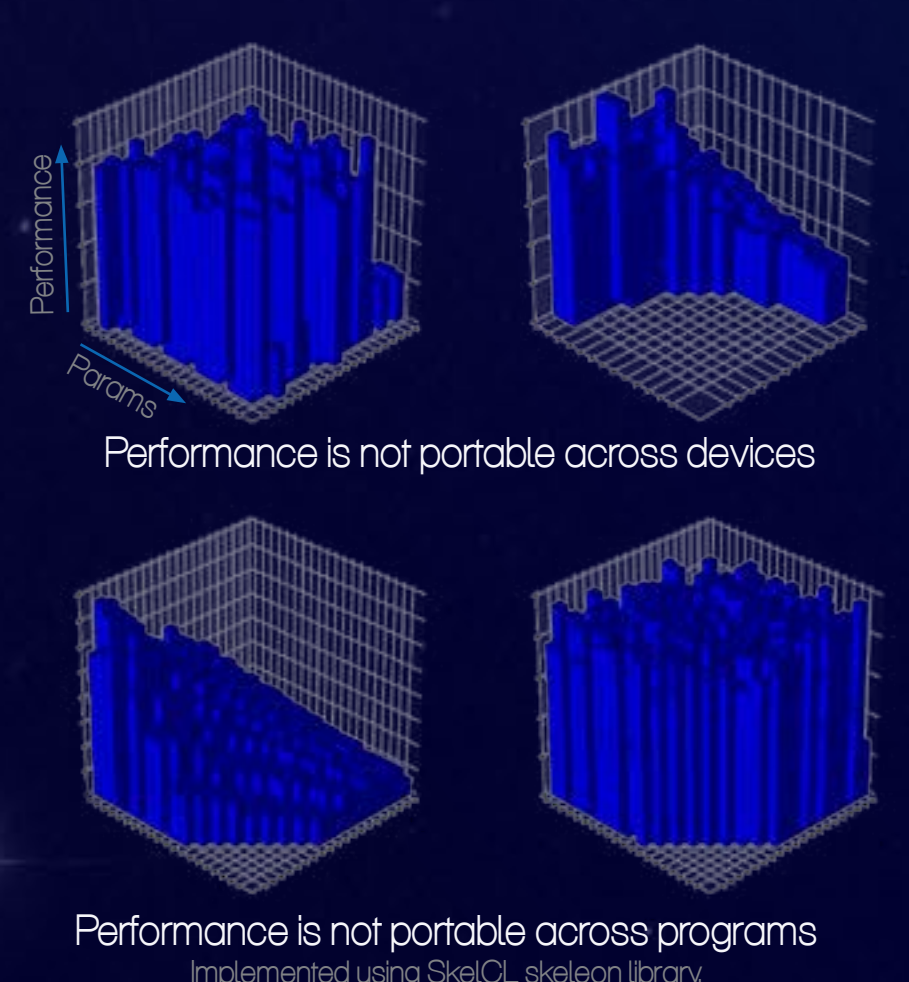 Performance
Params
Performance is not portable across devices
Performance is not portable across programs
Implemented using SkelCL skeleon library.